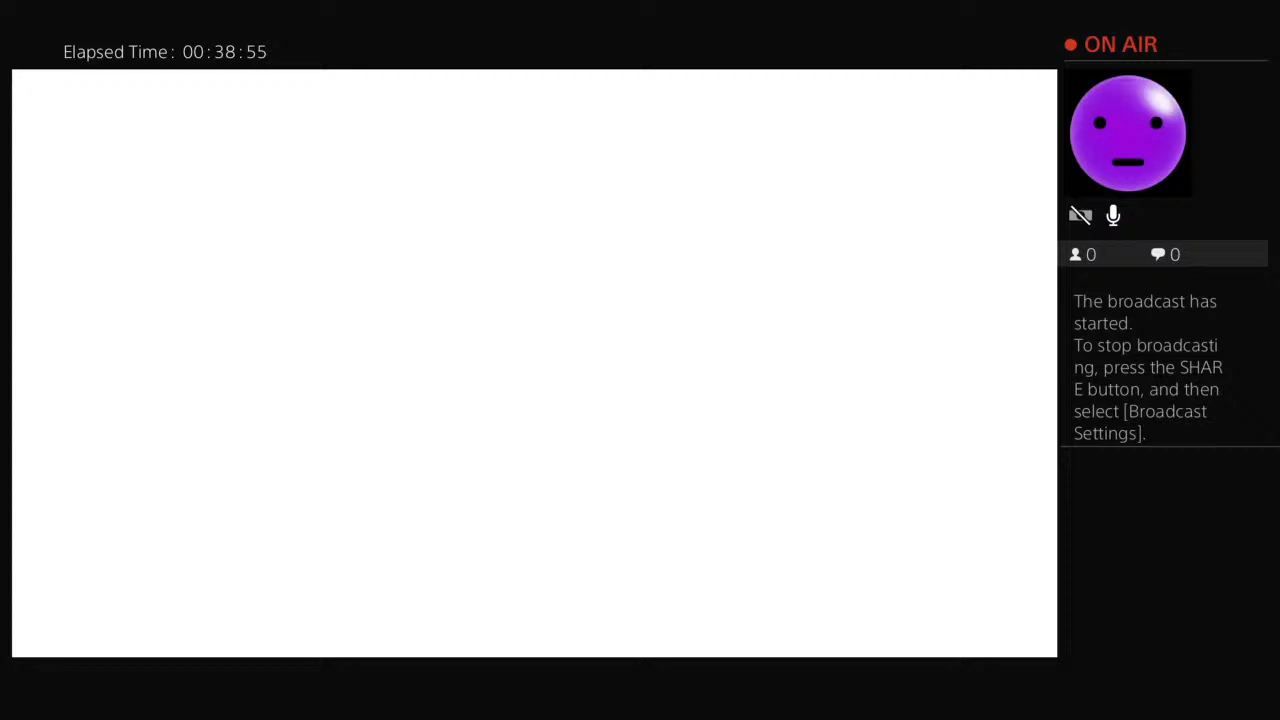 Elapsed Time: 00:38:55
ON AIR
0 0
The broadcast has
started.
To stop broadcasti
ng, press the SHAR
E button, and then
select [Broadcast
Settings].